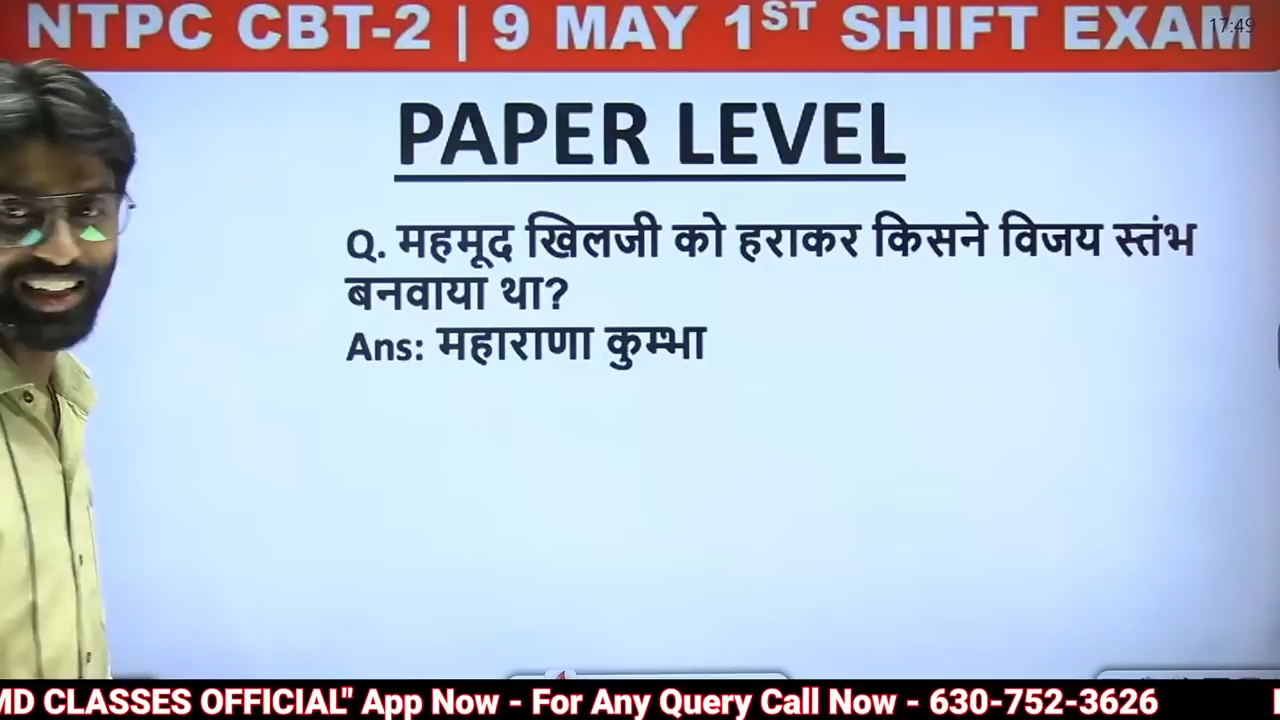 NTPC CBT-2 | 9 MAY 1ST SHIFT EXAM
17:49
PAPER LEVEL
Q. महमूद खिलजी को हराकर किसने विजय स्तंभ
बनवाया था?
Ans: महाराणा कुम्भा
MD CLASSES OFFICIAL" App Now - For Any Query Call Now - 630-752-3626